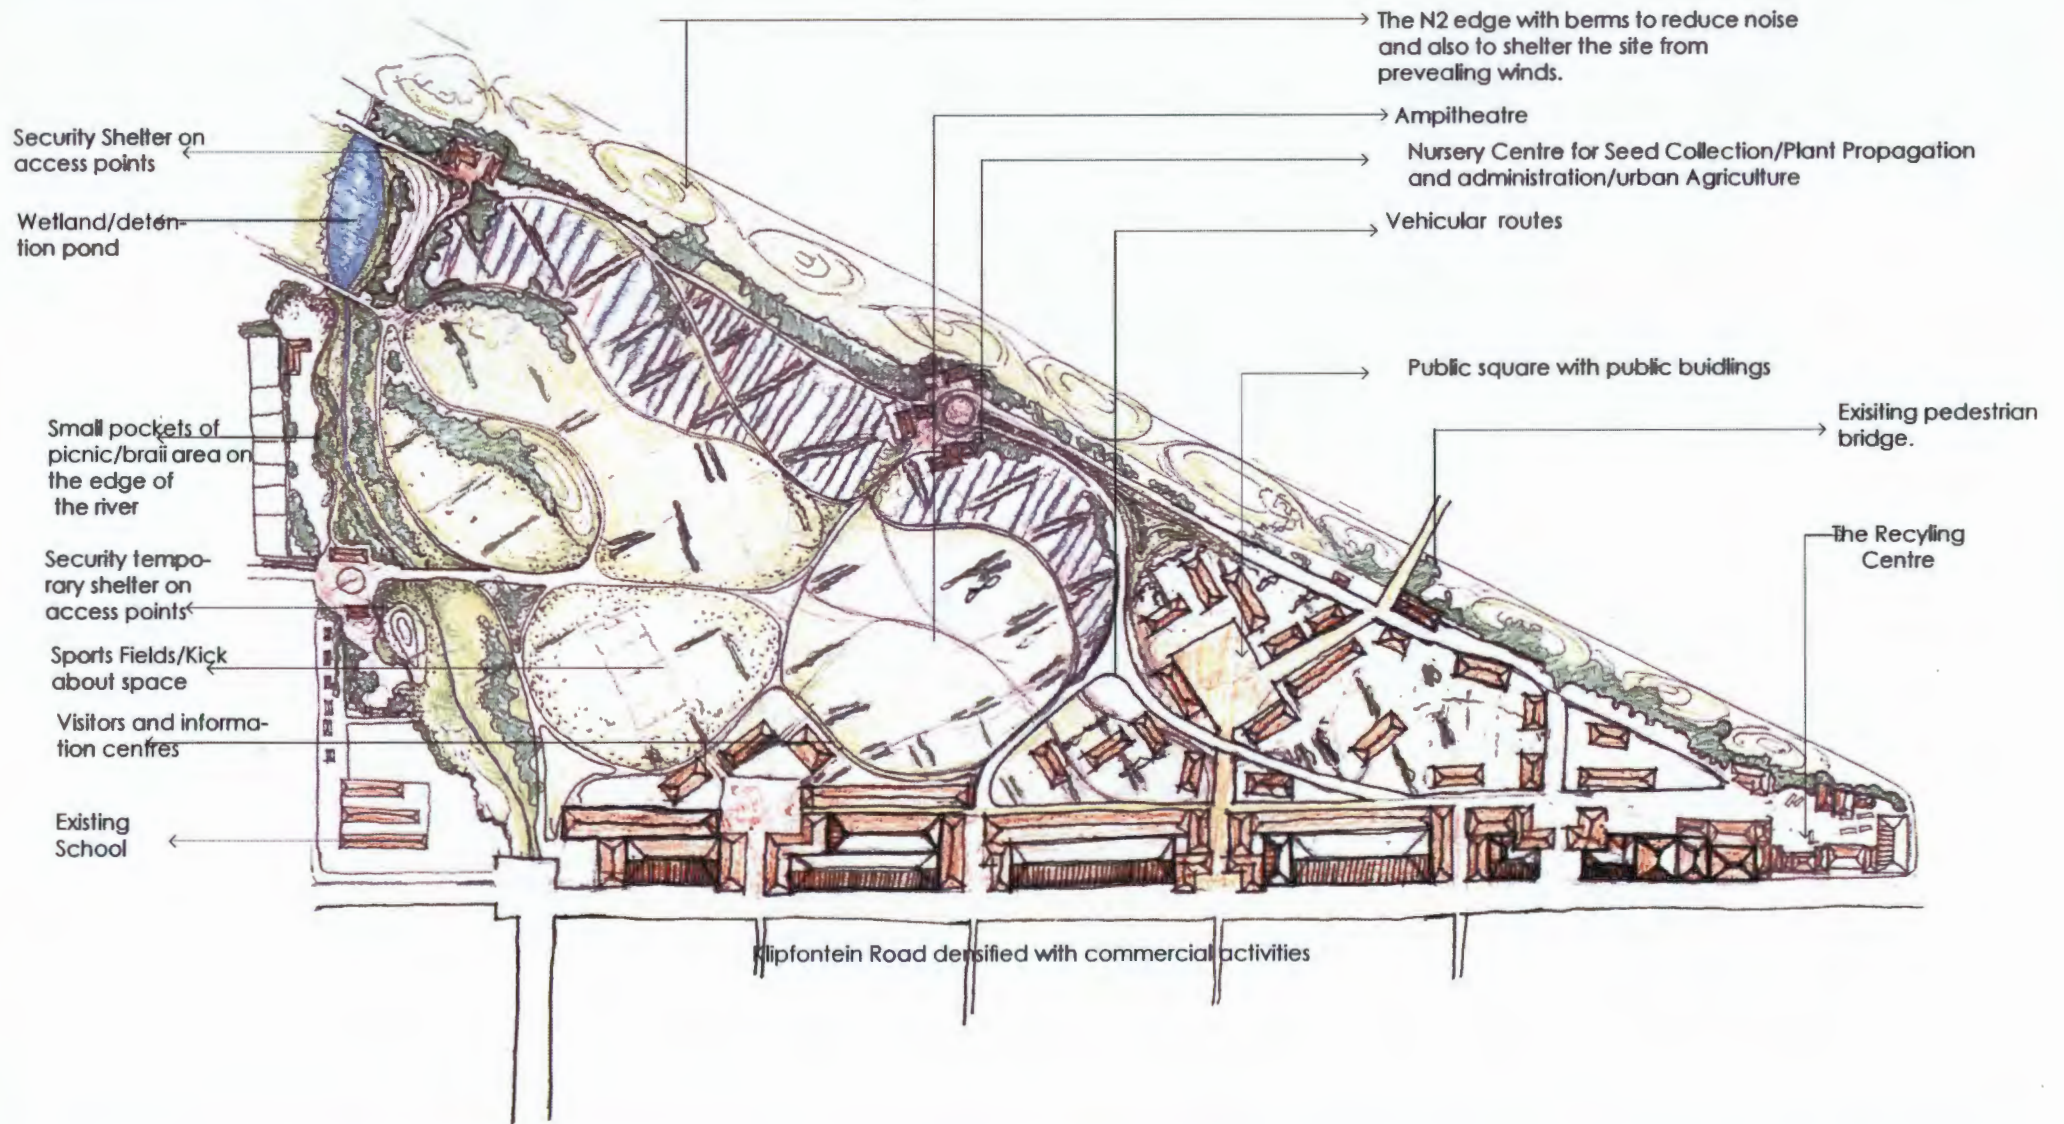 The N2 edge with berms to reduce noise
and also to shelter the site from
prevealing winds.
Ampitheatre
Nursery Centre for Seed Collection/Plant Propagation
and administration/urban Agriculture
Vehicular routes
Public square with public buidlings
Exisiting pedestrian
bridge.
The Recyling
Centre
Security Shelter on
access points
Wetland/deten-
tion pond
Small pockets of
picnic/braii area on
the edge of
the river
Security tempo-
rary shelter on
access points
Sports Fields/Kick
about space
Visitors and informa-
tion centres
Existing
School
Klipfontein Road densified with commercial activities